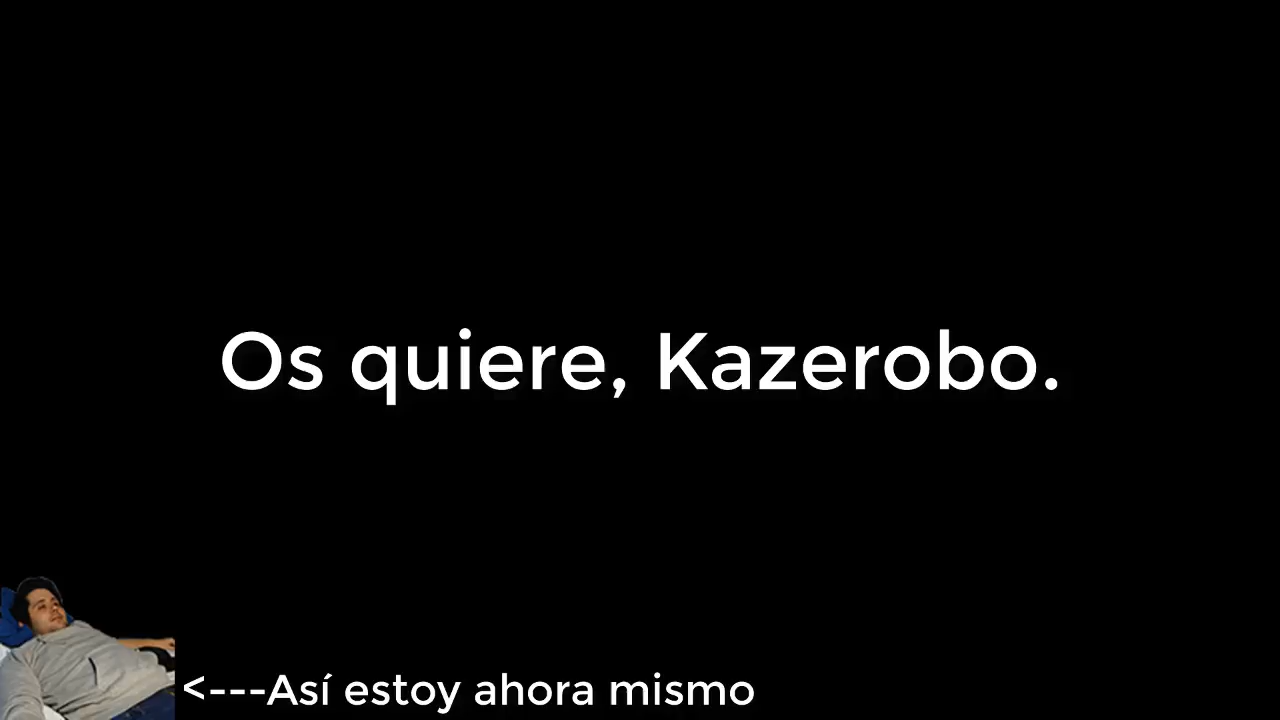 Os quiere, Kazerobo.
<---Así estoy ahora mismo